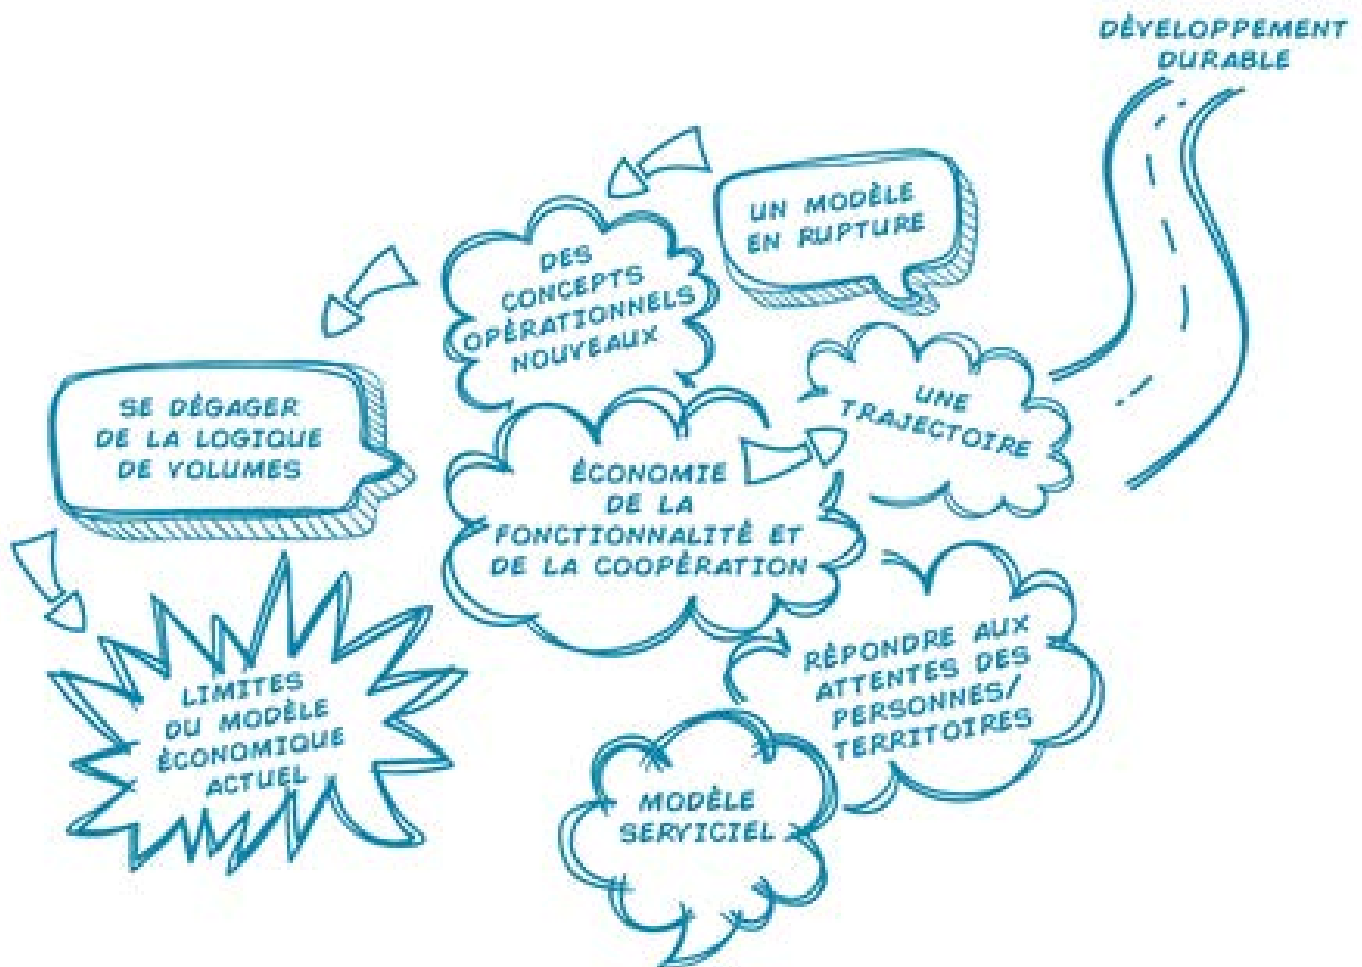 DÉVELOPPEMENT
DURABLE
UN MODÈLE
EN RUPTURE
DES
CONCEPTS
OPÉRATIONNELS
NOUVEAUX
SE DÉGAGER
DE LA LOGIQUE
DE VOLUMES
UNE
TRAJECTOIRE
ÉCONOMIE
DE LA
FONCTIONNALITÉ ET
DE LA COOPÉRATION
LIMITES
DU MODÈLE
ÉCONOMIQUE
ACTUEL
RÉPONDRE AUX
ATTENTES DES
PERSONNES/
TERRITOIRES
MODÈLE
SERVICIEL